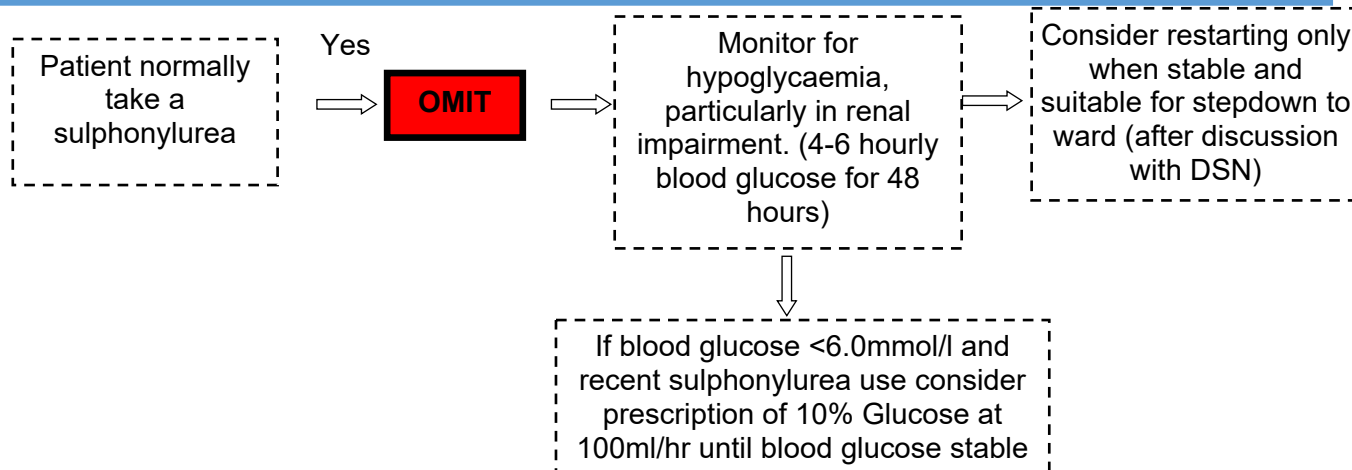 Patient normally
take a
sulphonylurea
Yes
OMIT
Monitor for
hypoglycaemia,
particularly in renal
impairment. (4-6 hourly
blood glucose for 48
hours)
Consider restarting only
when stable and
suitable for stepdown to
ward (after discussion
with DSN)
If blood glucose <6.0mmol/l and
recent sulphonylurea use consider
prescription of 10% Glucose at
100ml/hr until blood glucose stable